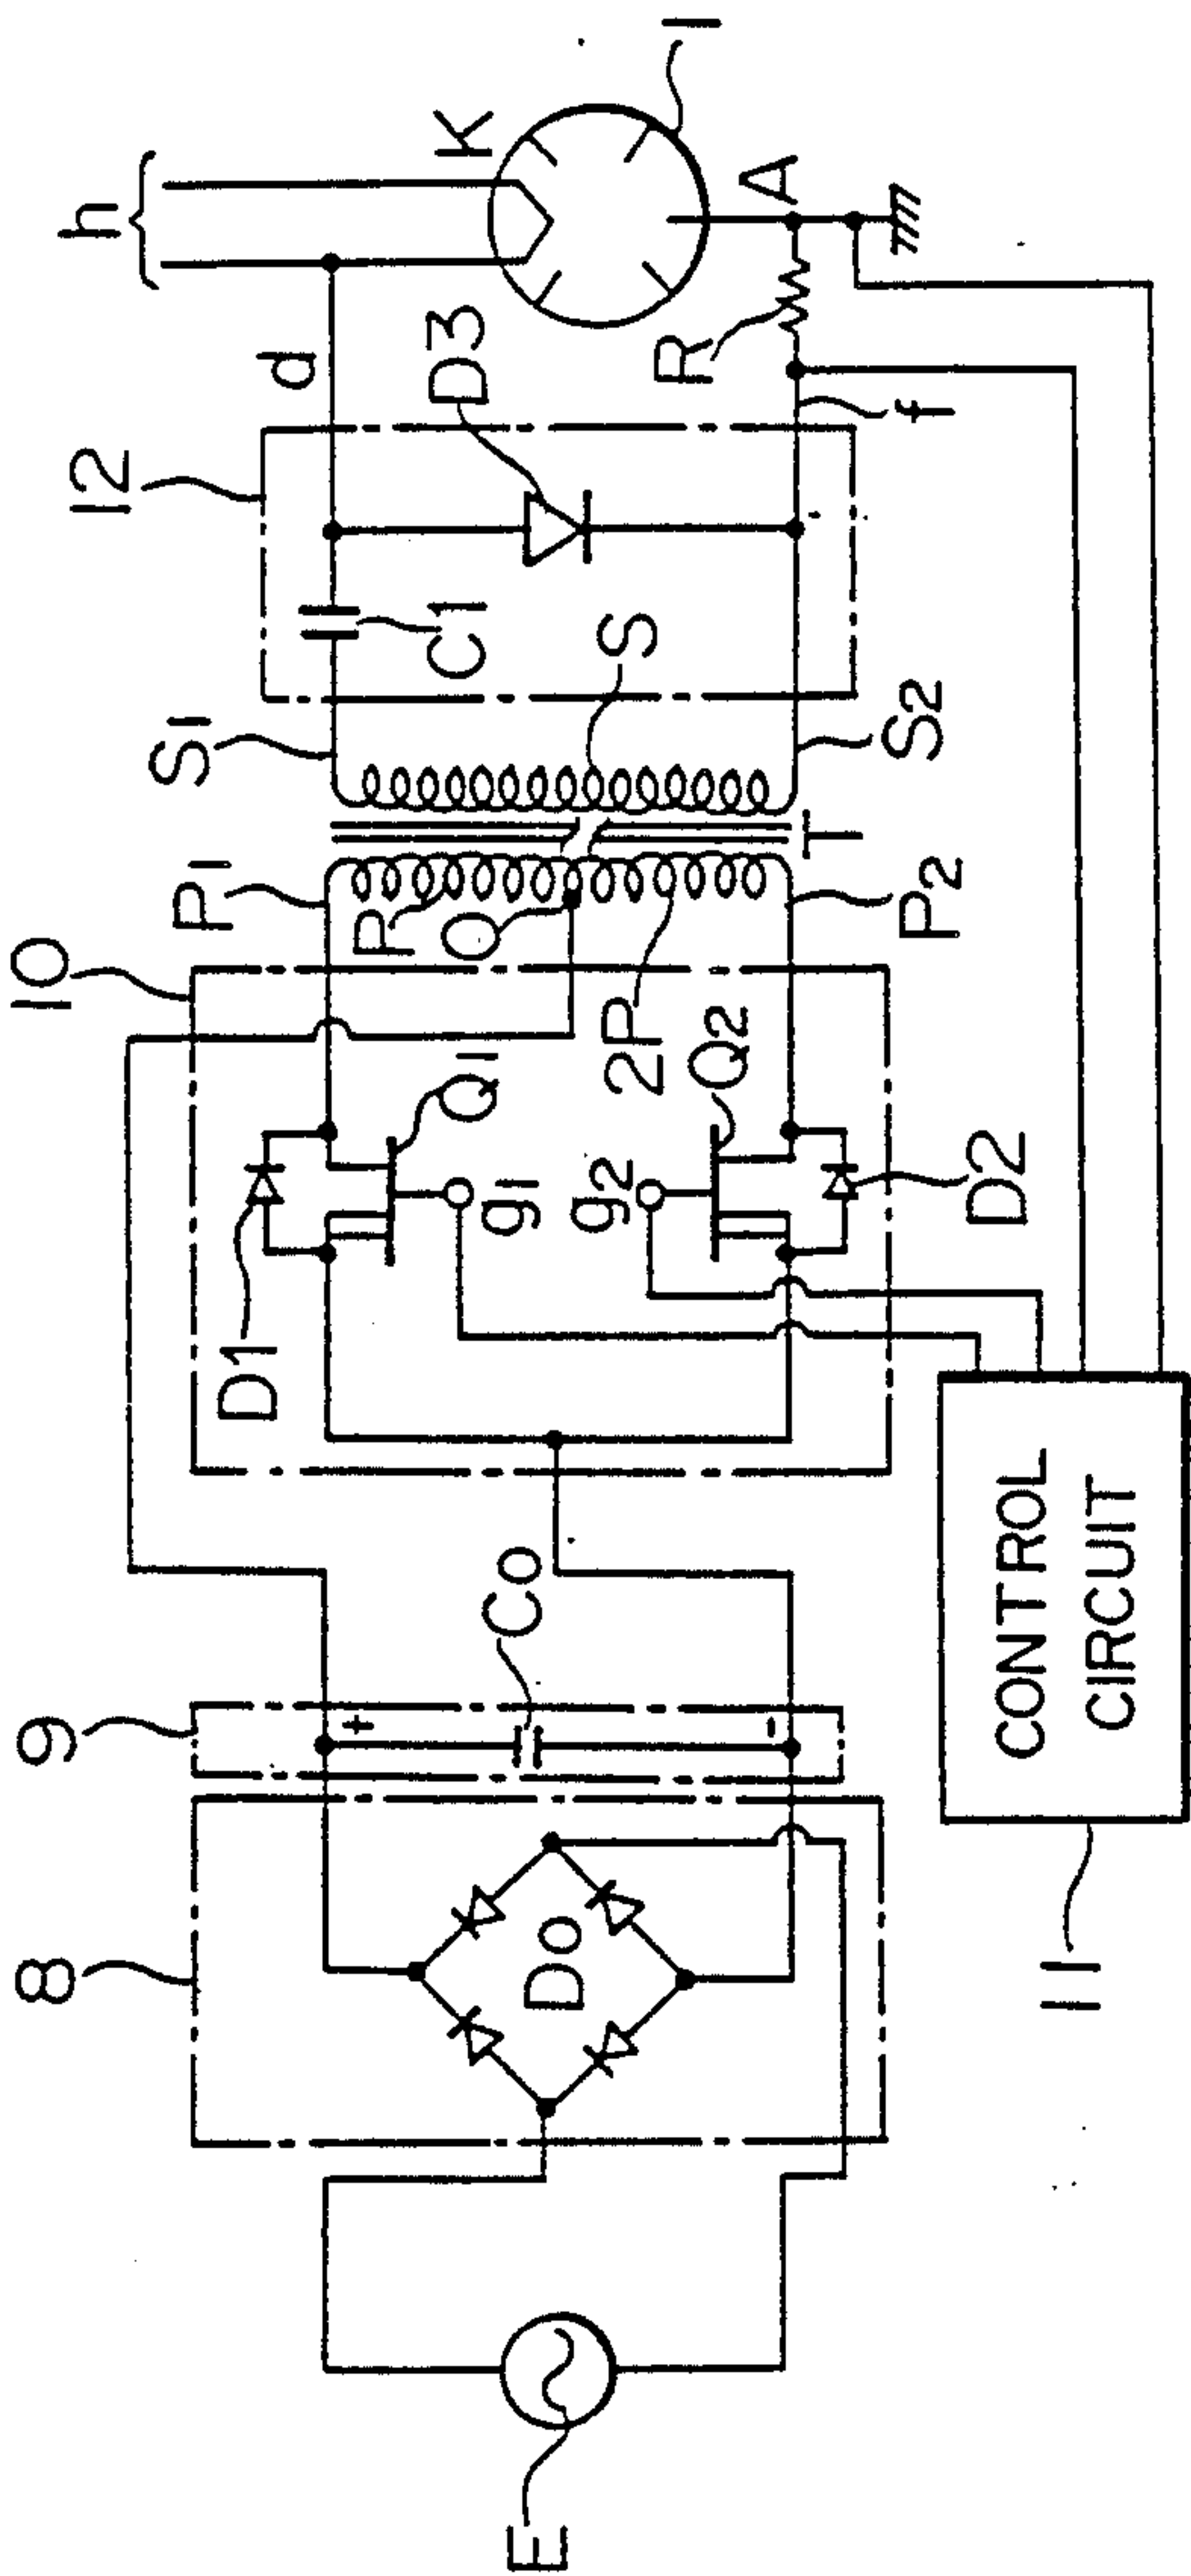 E
8
Do
9
+
Co
-
10
D1
Q1
g1
g2
Q2
D2
P1
P
O
2P
P2
T
S1
S
S2
12
C1
D3
d
f
h
K
1
R
A
CONTROL
CIRCUIT
11